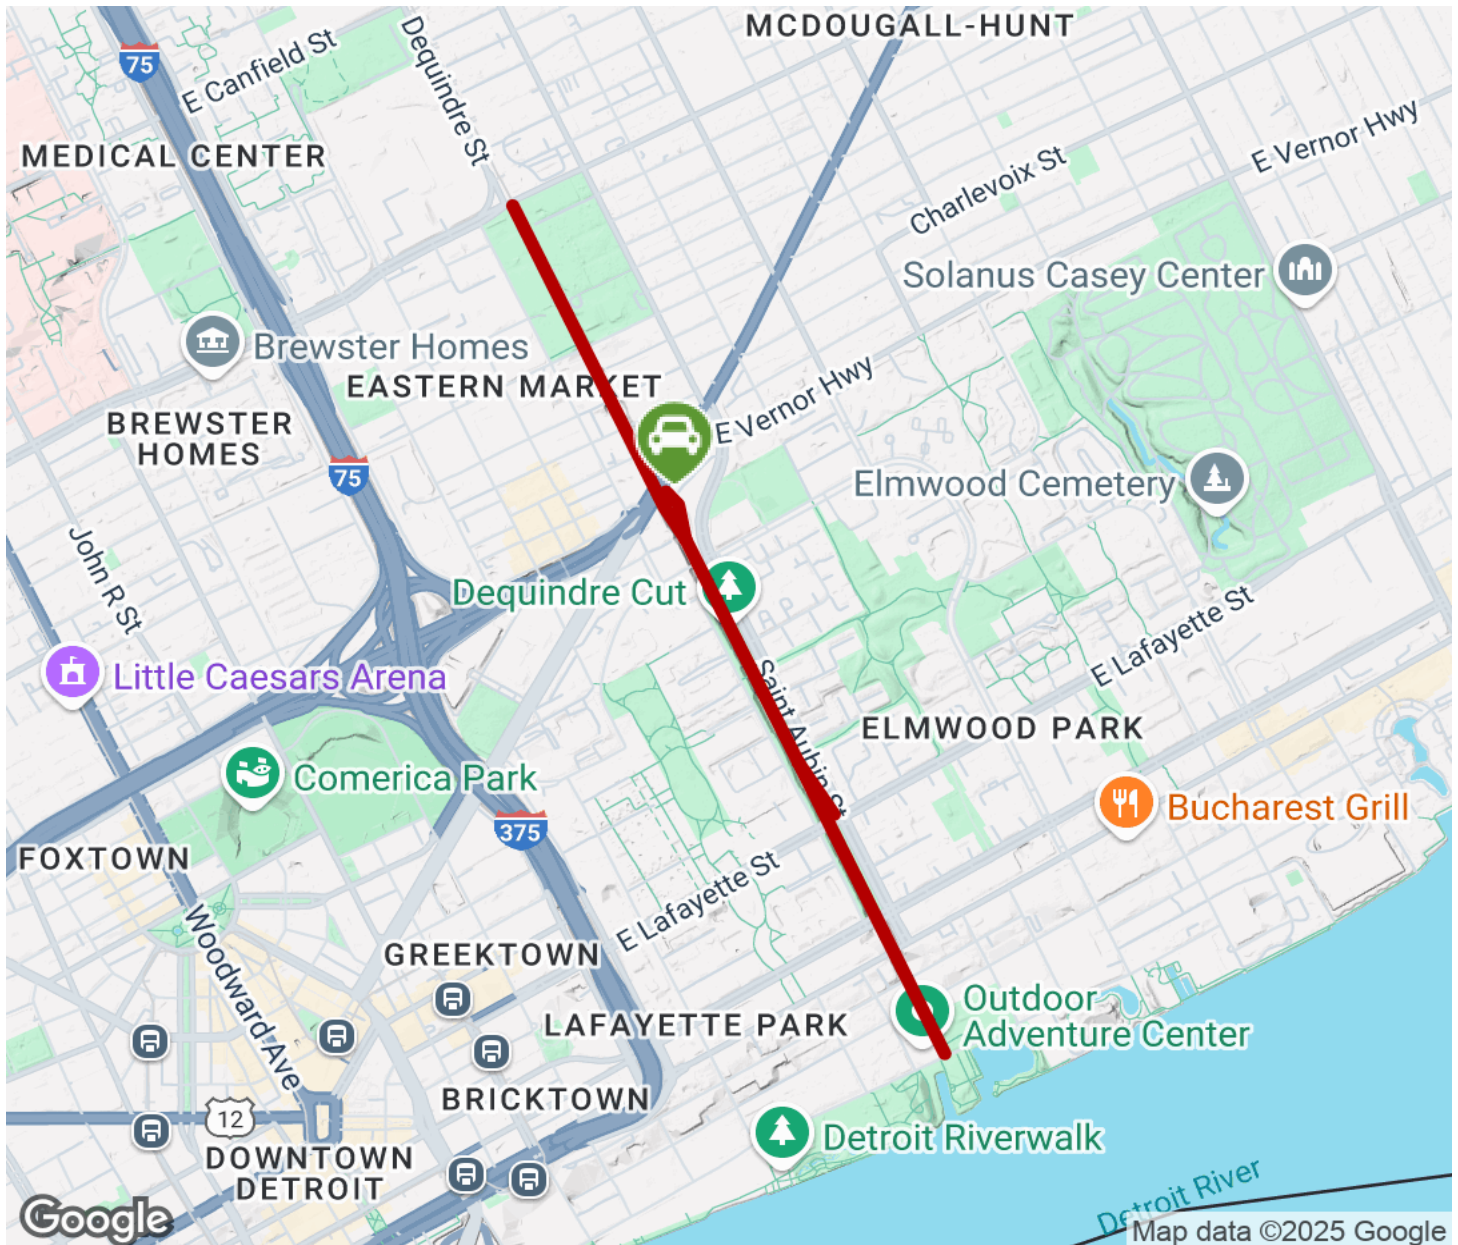 MCDOUGALL-HUNT
75
E Canfield St
Dequindre St
MEDICAL CENTER
E Vernor Hwy
Charlevoix St
Solanus Casey Center
Brewster Homes
EASTERN MARKET
BREWSTER
HOMES
E Vernor Hwy
75
Elmwood Cemetery
John R St
Dequindre Cut
E Lafayette St
Little Caesars Arena
Saint Aubin St
ELMWOOD PARK
Comerica Park
Bucharest Grill
375
FOXTOWN
E Lafayette St
Woodward Ave
GREEKTOWN
LAFAYETTE PARK
Outdoor
Adventure Center
BRICKTOWN
12
Detroit Riverwalk
DOWNTOWN
DETROIT
Detroit River
Google
Map data ©2025 Google